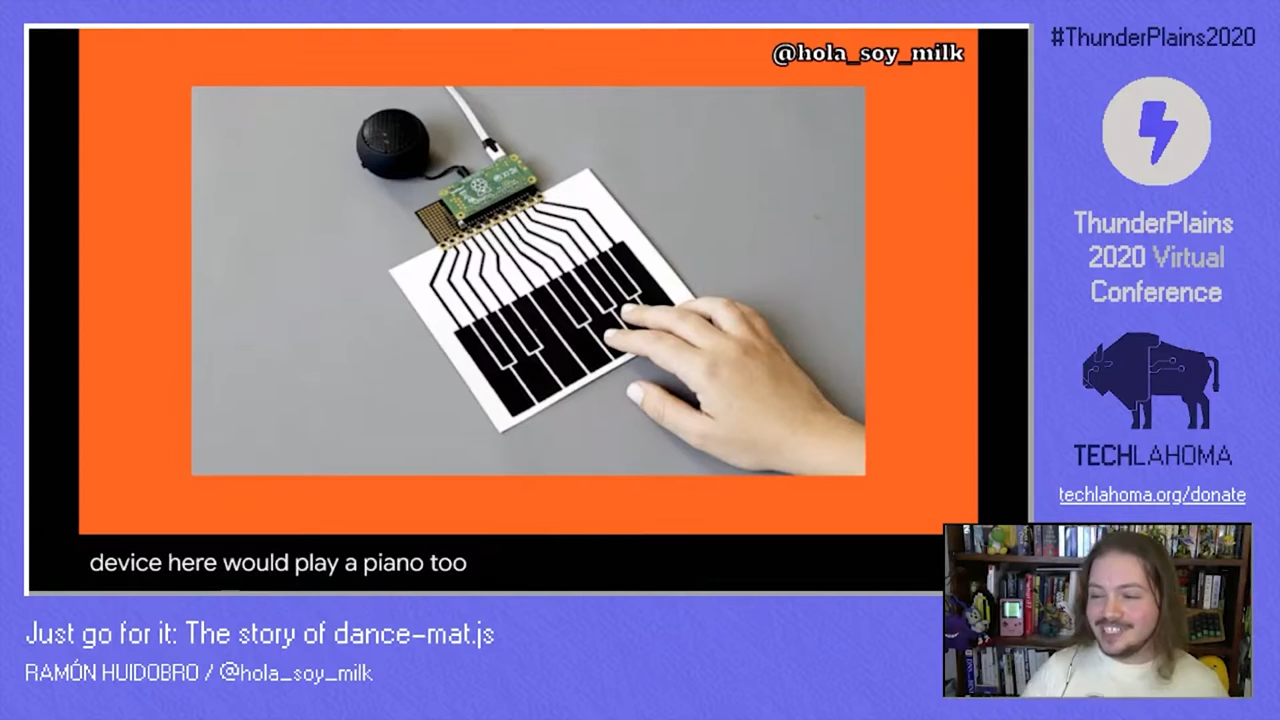 @hola_soy_milk
device here would play a piano too
Just go for it: The story of dance-mat.js
RAMÓN HUIDOBRO / @hola_soy_milk
#ThunderPlains2020
ThunderPlains
2020 Virtual
Conference
TECHLAHOMA
techlahoma.org/donate